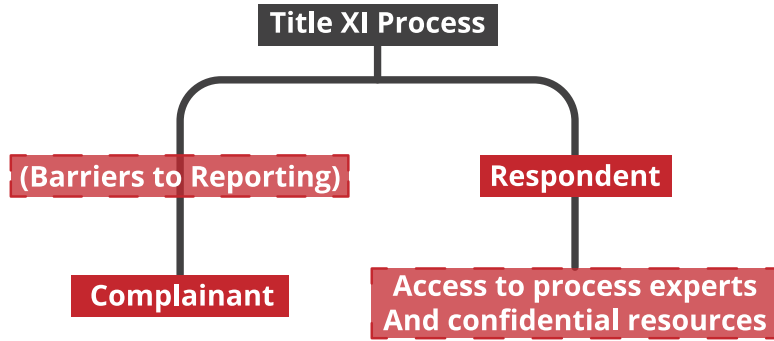 Title XI Process
(Barriers to Reporting)
Respondent
Complainant
Access to process experts
And confidential resources